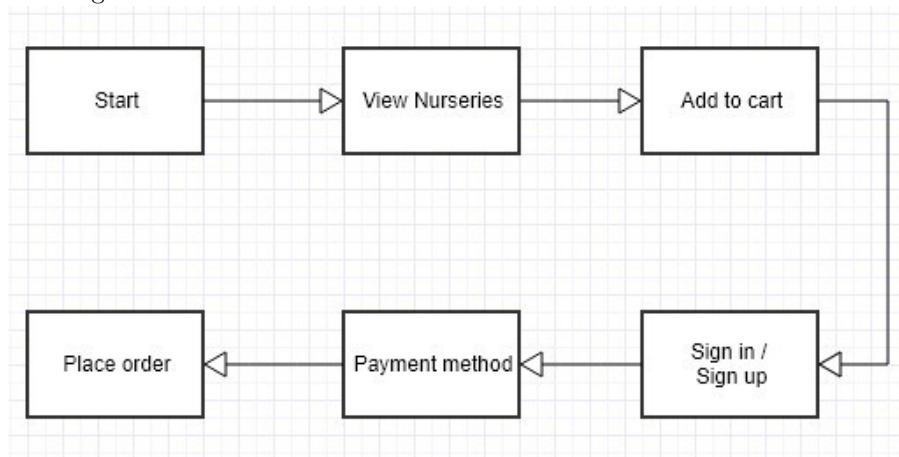 Start
View Nurseries
Add to cart
Sign in /
Sign up
Payment method
Place order